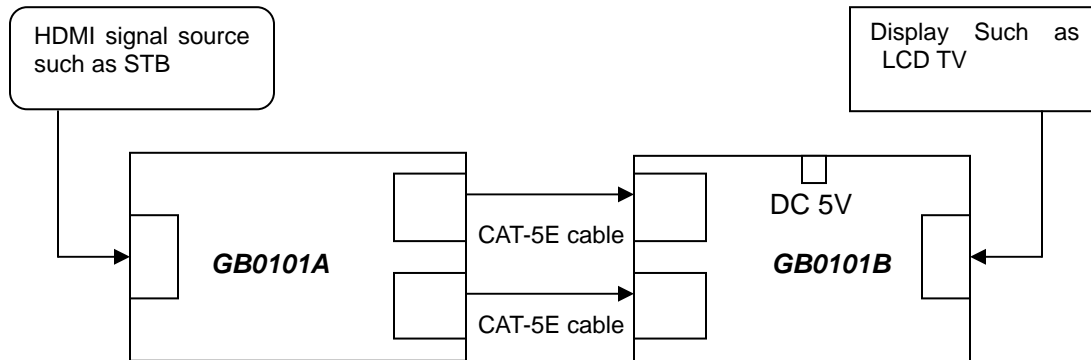 HDMI signal source
such as STB
Display Such as
LCD TV
DC 5V
CAT-5E cable
GB0101A
GB0101B
CAT-5E cable